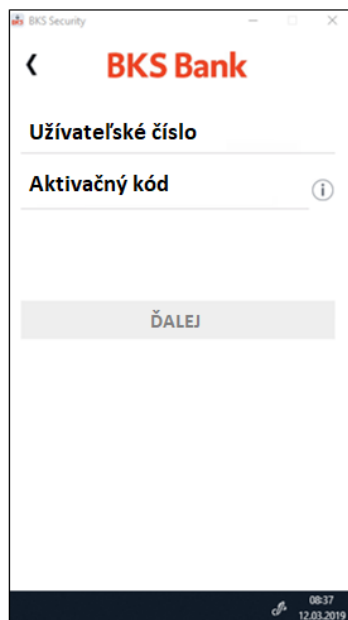 BKS Security
BKS Bank
Užívateľské číslo
Aktivačný kód
ĎALEJ
08:37
12.03.2019